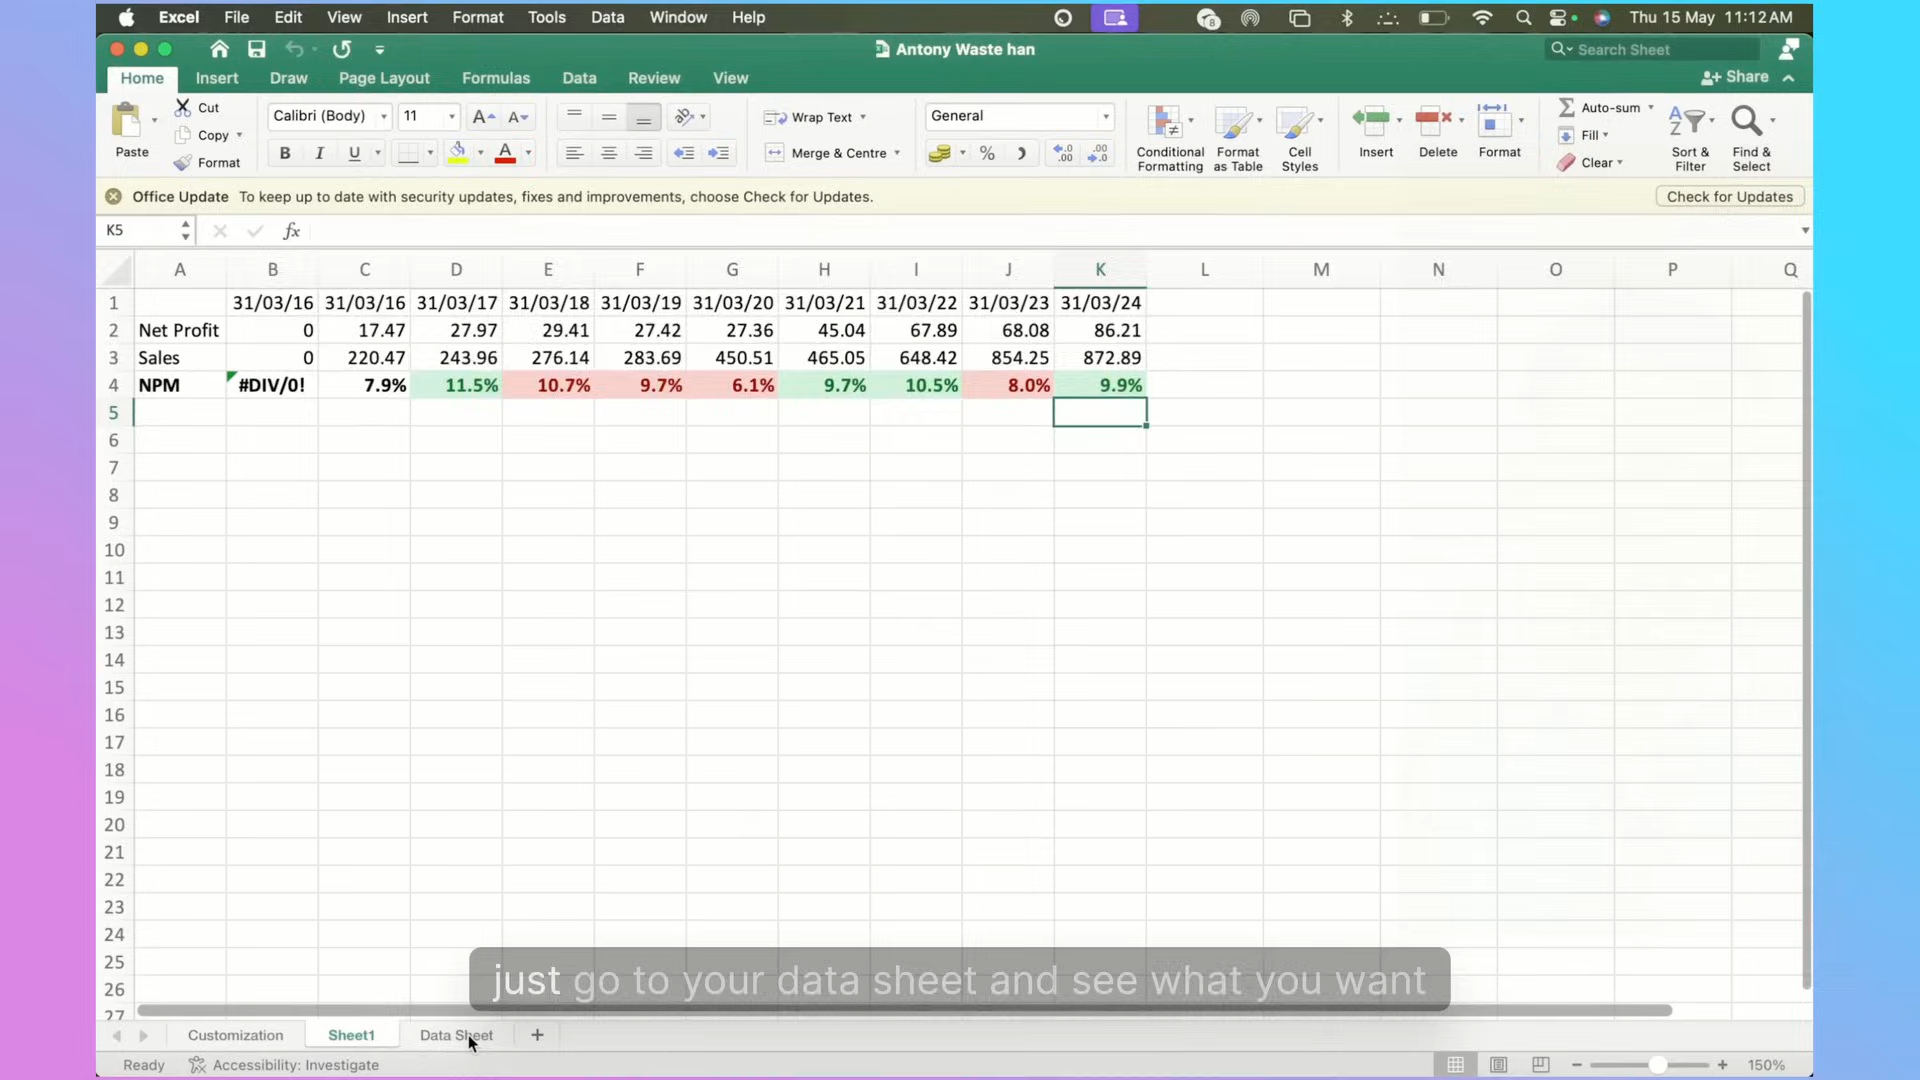 Excel File Edit View Insert Format Tools Data Window Help 8 Thu 15 May 11:12 AM
Antony Waste han Search Sheet
Home Insert Draw Page Layout Formulas Data Review View Share
Paste Cut Copy Format
Calibri (Body) 11 A A
B I U A
Wrap Text
Merge & Centre
General
% .00 .00
Conditional Formatting
Format as Table
Cell Styles
Insert Delete Format
Auto-sum
Fill
Clear
Sort & Filter
Find & Select
Office Update To keep up to date with security updates, fixes and improvements, choose Check for Updates. Check for Updates
K5 fx
A B C D E F G H I J K L M N O P Q
1 31/03/16 31/03/16 31/03/17 31/03/18 31/03/19 31/03/20 31/03/21 31/03/22 31/03/23 31/03/24
2 Net Profit 0 17.47 27.97 29.41 27.42 27.36 45.04 67.89 68.08 86.21
3 Sales 0 220.47 243.96 276.14 283.69 450.51 465.05 648.42 854.25 872.89
4 NPM #DIV/0! 7.9% 11.5% 10.7% 9.7% 6.1% 9.7% 10.5% 8.0% 9.9%
5
6
7
8
9
10
11
12
13
14
15
16
17
18
19
20
21
22
23
24
25
26
27
just go to your data sheet and see what you want
Customization Sheet1 Data Sheet +
Ready Accessibility: Investigate 150%